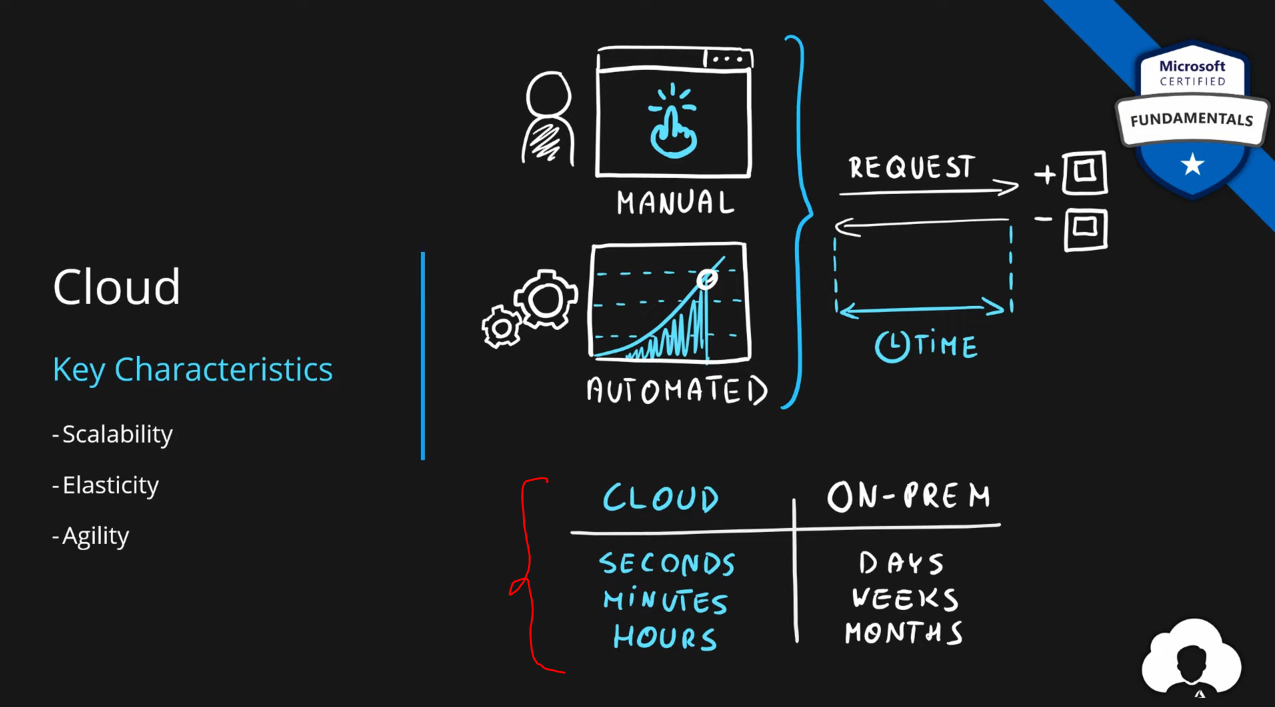 Microsoft
CERTIFIED
FUNDAMENTALS
Cloud
Key Characteristics
- Scalability
- Elasticity
- Agility
MANUAL
AUTOMATED
REQUEST
+
-
TiME
CLOUD
ON-PREM
SECONDS
DAYS
MiNUTES
WEEKS
HOURS
MONTHS